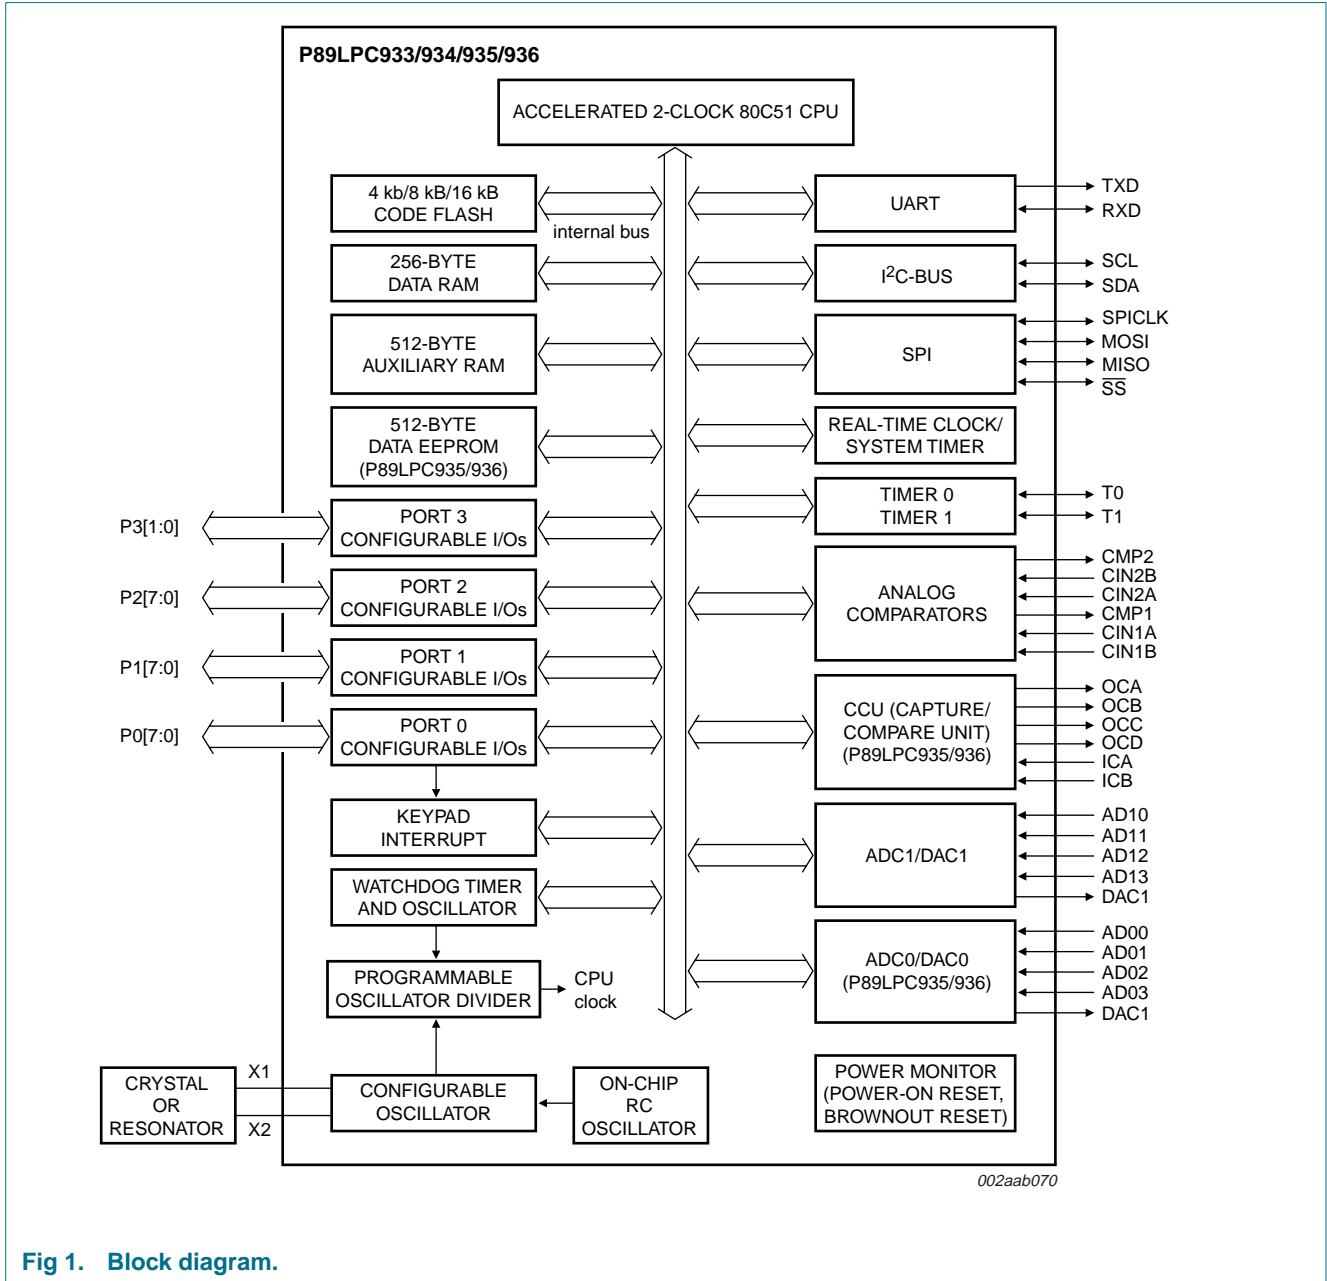 P89LPC933/934/935/936
ACCELERATED 2-CLOCK 80C51 CPU
4 kb/8 kB/16 kB
CODE FLASH
internal bus
256-BYTE
DATA RAM
512-BYTE
AUXILIARY RAM
512-BYTE
DATA EEPROM
(P89LPC935/936)
P3[1:0]
PORT 3
CONFIGURABLE I/Os
P2[7:0]
PORT 2
CONFIGURABLE I/Os
P1[7:0]
PORT 1
CONFIGURABLE I/Os
P0[7:0]
PORT 0
CONFIGURABLE I/Os
KEYPAD
INTERRUPT
WATCHDOG TIMER
AND OSCILLATOR
PROGRAMMABLE
OSCILLATOR DIVIDER
CPU
clock
CRYSTAL
OR
RESONATOR
X1
X2
CONFIGURABLE
OSCILLATOR
ON-CHIP
RC
OSCILLATOR
UART
TXD
RXD
I²C-BUS
SCL
SDA
SPI
SPICLK
MOSI
MISO
S̅S̅
REAL-TIME CLOCK/
SYSTEM TIMER
TIMER 0
TIMER 1
T0
T1
ANALOG
COMPARATORS
CMP2
CIN2B
CIN2A
CMP1
CIN1A
CIN1B
CCU (CAPTURE/
COMPARE UNIT)
(P89LPC935/936)
OCA
OCB
OCC
OCD
ICA
ICB
ADC1/DAC1
AD10
AD11
AD12
AD13
DAC1
ADC0/DAC0
(P89LPC935/936)
AD00
AD01
AD02
AD03
DAC1
POWER MONITOR
(POWER-ON RESET,
BROWNOUT RESET)
002aab070
Fig 1. Block diagram.